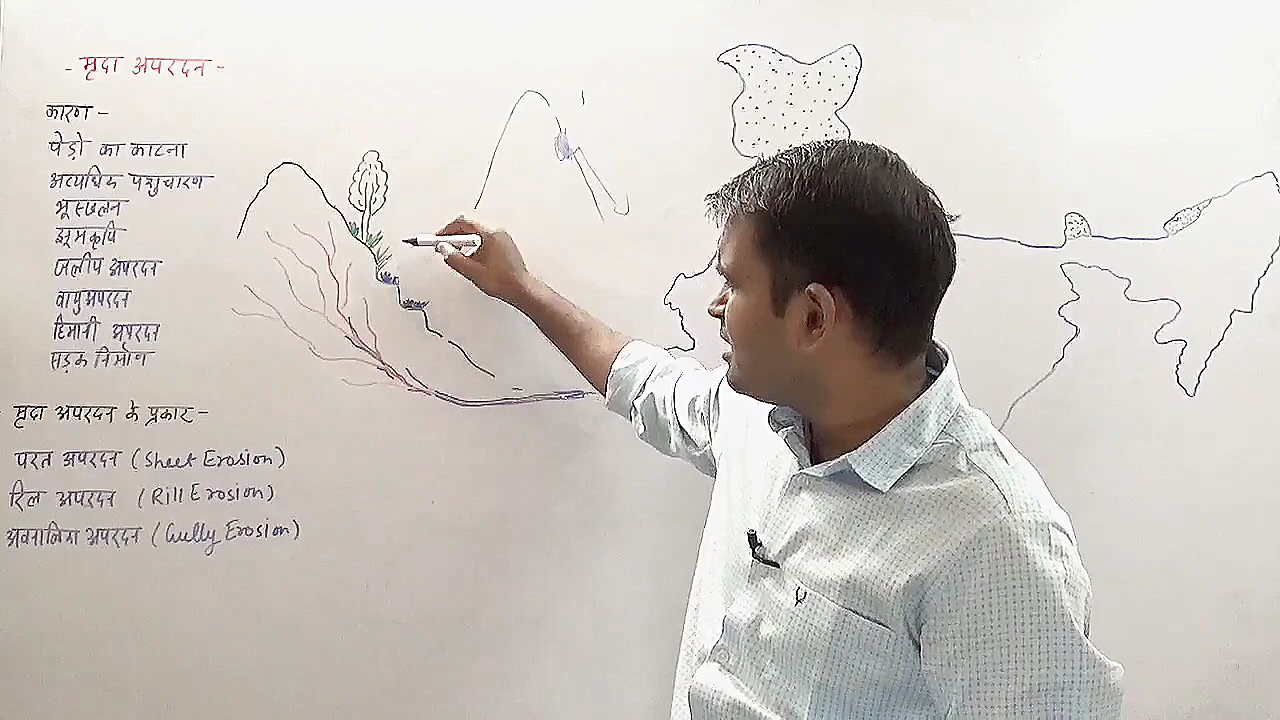 - मृदा अपरदन -
कारण -
पेड़ो का काटना
अत्यधिक पशुचारण
भूस्खलन
झूम कृषि
जलीय अपरदन
वायु अपरदन
हिमानी अपरदन
सड़क निर्माण
मृदा अपरदन के प्रकार -
परत अपरदन (Sheet Erosion)
रिल अपरदन (Rill Erosion)
अवनालिका अपरदन (Gully Erosion)